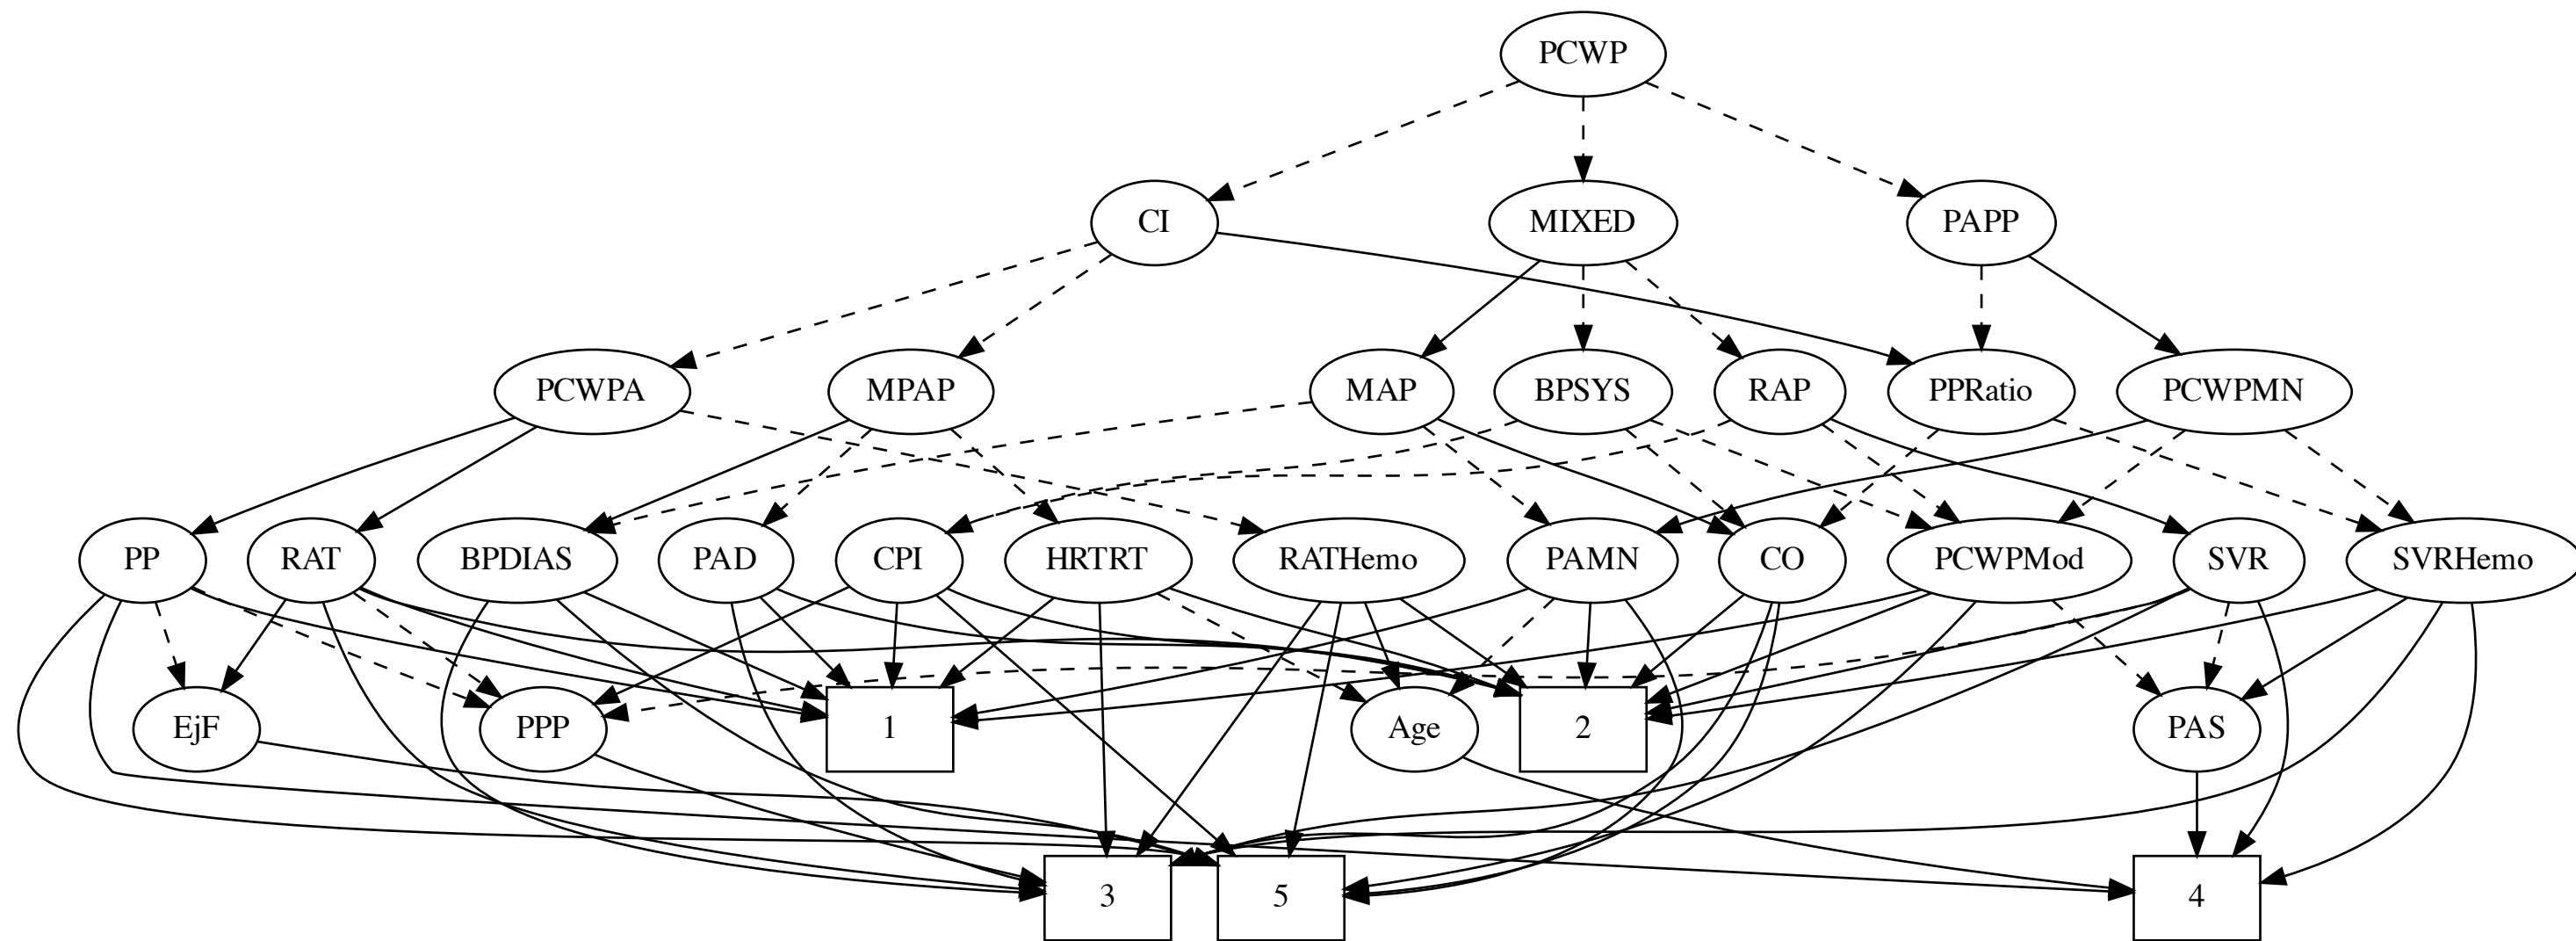 PCWP
CI
MIXED
PAPP
PCWPA
MPAP
MAP
BPSYS
RAP
PPRatio
PCWPMN
PP
RAT
BPDIAS
PAD
CPI
HRTRT
RATHemo
PAMN
CO
PCWPMod
SVR
SVRHemo
EjF
PPP
1
Age
2
PAS
3
5
4